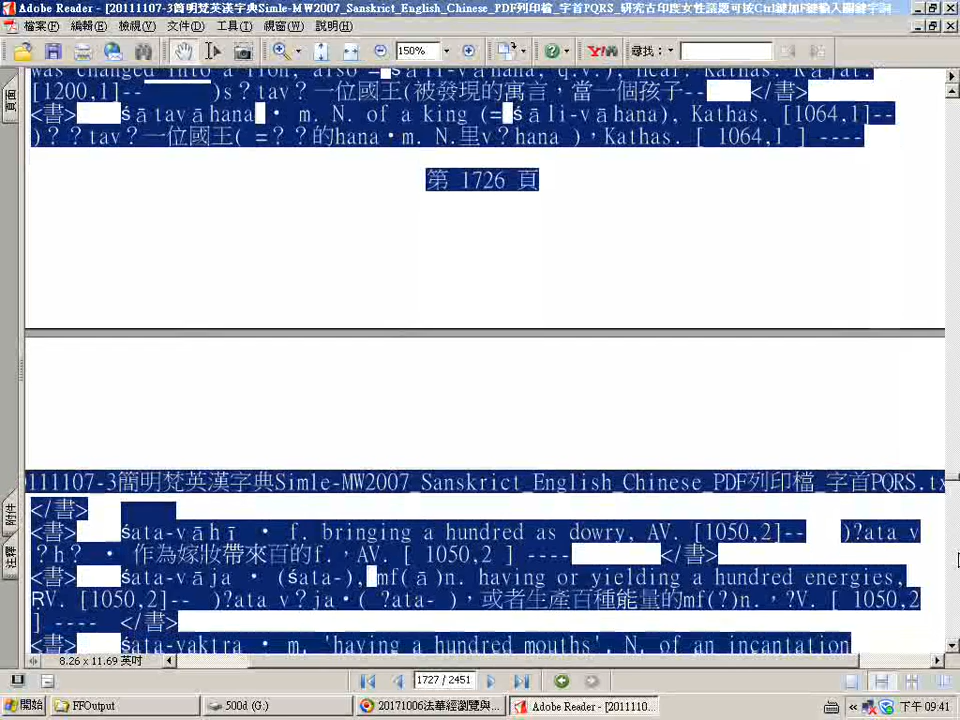 Adobe Reader - [20111107-3簡明梵英漢字典Simle-MW2007_Sanskrict_English_Chinese_PDF列印檔_字首PQRS_研究古印度女性議題可按Ctrl鍵加F鍵輸入關鍵字詞
檔案(F) 編輯(E) 檢視(V) 文件(D) 工具(T) 視窗(W) 說明(H)
150% Y! 尋找:
頁面
was changed into a lion, also = śāli-vāhana, q.v.), Hcar. Kathas. Rājat.
[1200,1]-- )s?tav?一位國王(被發現的寓言，當一個孩子-- </書>
<書> śātavāhana • m. N. of a king (= śāli-vāhana), Kathas. [1064,1]--
)??tav?一位國王( =??的hana•m. N.里v?hana )，Kathas. [ 1064,1 ] ----
第 1726 頁
111107-3簡明梵英漢字典Simle-MW2007_Sanskrict_English_Chinese_PDF列印檔_字首PQRS.tx
</書>
<書> śata-vāhī • f. bringing a hundred as dowry, AV. [1050,2]-- )?ata v
?h? • 作為嫁妝帶來百的f.，AV. [ 1050,2 ] ---- </書>
<書> śata-vāja • (śata-), mf(ā)n. having or yielding a hundred energies,
RV. [1050,2]-- )?ata v?ja•( ?ata- )，或者生產百種能量的mf(?)n.，?V. [ 1050,2
] ---- </書>
<書> śata-vaktra • m. 'having a hundred mouths', N. of an incantation
附件
注釋
8.26 x 11.69 英吋
1727 / 2451
開始 FFOutput 500d (G:) 20171006法華經瀏覽與... Adobe Reader - [2011110... 下午 09:41